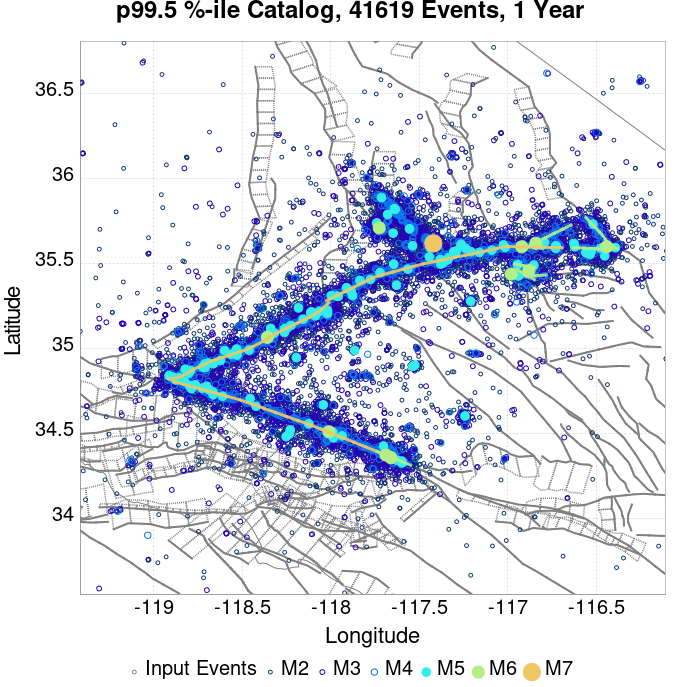 p99.5 %-ile Catalog, 41619 Events, 1 Year
36.5
36
35.5
35
34.5
34
Latitude
-119 -118.5 -118 -117.5 -117 -116.5
Longitude
Input Events M2 M3 M4 M5 M6 M7